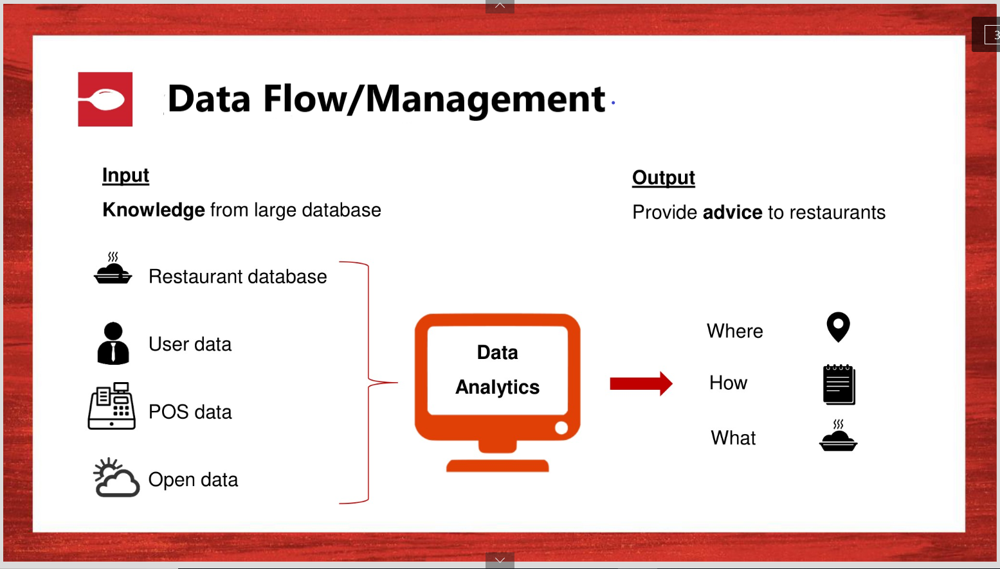 3
Data Flow/Management
Input
Knowledge from large database
Restaurant database
User data
POS data
Open data
Data
Analytics
Output
Provide advice to restaurants
Where
How
What